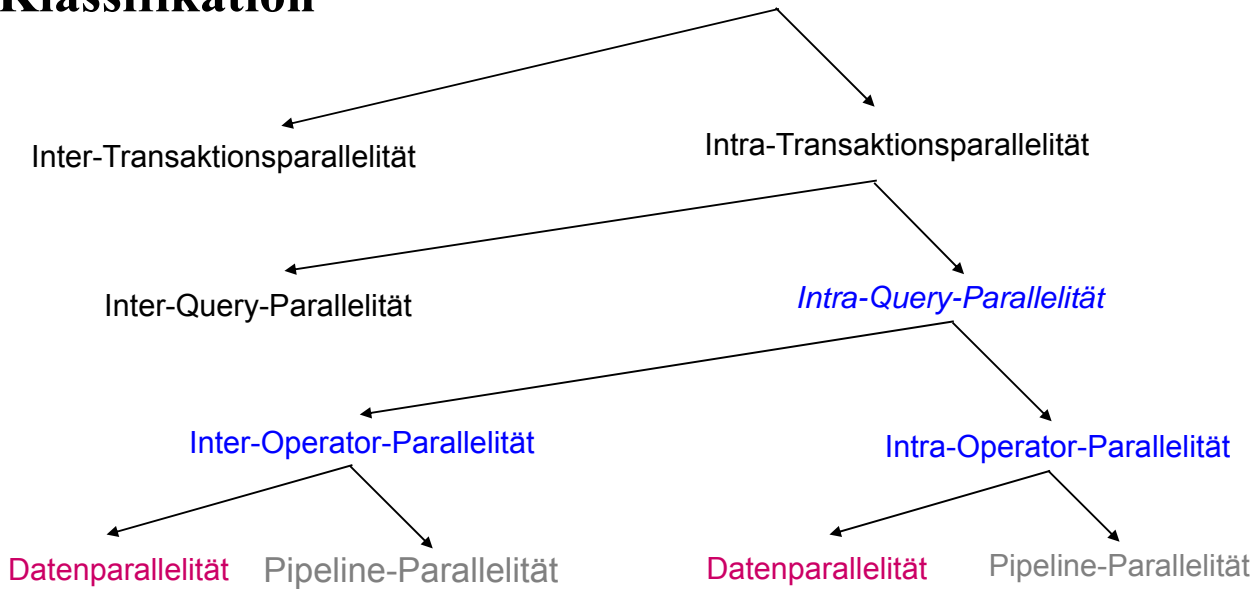 Klassifikation
Inter-Transaktionsparallelität
Intra-Transaktionsparallelität
Inter-Query-Parallelität
Intra-Query-Parallelität
Inter-Operator-Parallelität
Intra-Operator-Parallelität
Datenparallelität
Pipeline-Parallelität
Datenparallelität
Pipeline-Parallelität